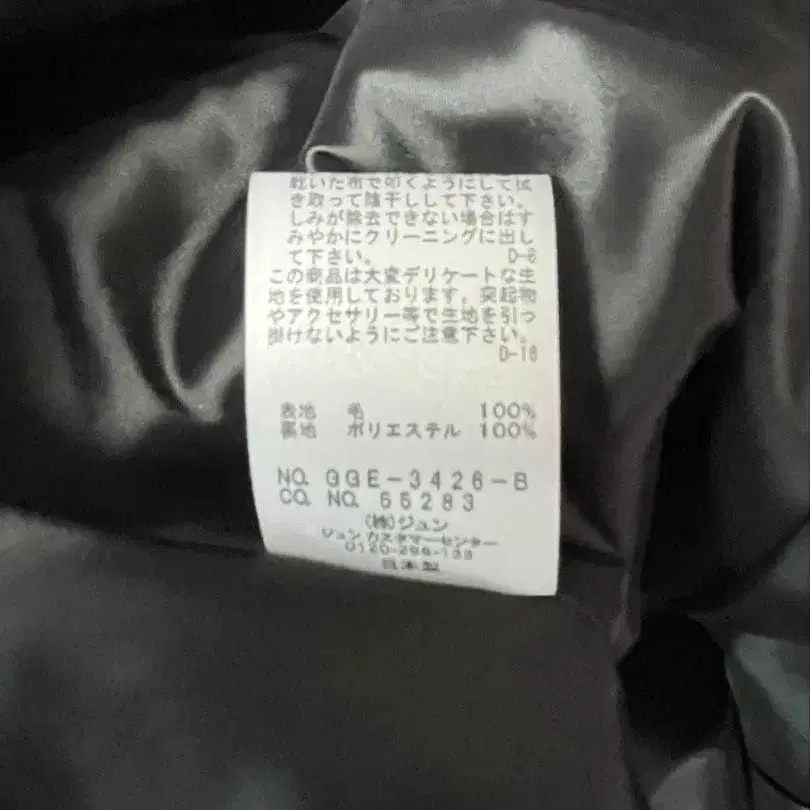 乾いた布で叩くようにして拭
き取って陰干しして下さい。
しみが除去できない場合はす
みやかにクリーニングに出し
て下さい。 D-8
この商品は大変デリケートな生
地を使用しております。突起物
やアクセサリー等で生地を引っ
掛けないようにご注意下さい。
D-16
表地 毛 100%
裏地 ポリエステル 100%
NO. GGE-3426-B
CO. NO. 65283
(株)ジュン
ジュンカスタマーセンター
0120-298-133
日本製